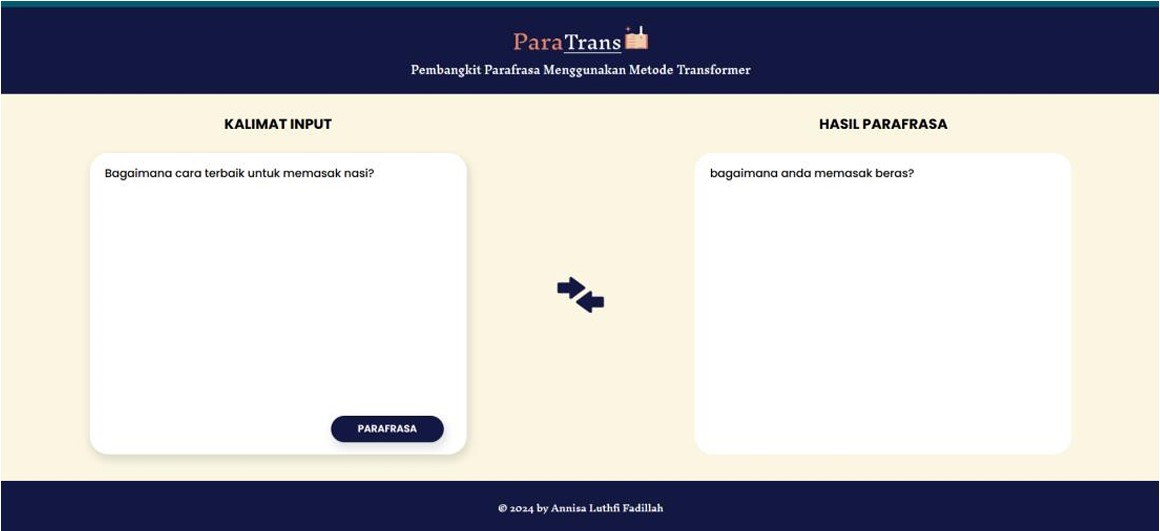 ParaTrans
Pembangkit Parafrasa Menggunakan Metode Transformer
KALIMAT INPUT
HASIL PARAFRASA
Bagaimana cara terbaik untuk memasak nasi?
bagaimana anda memasak beras?
PARAFRASA
© 2024 by Annisa Luthfi Fadillah